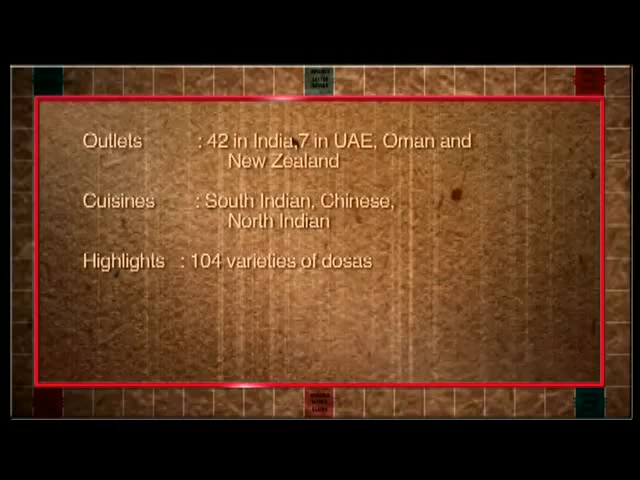 Outlets : 42 in India,7 in UAE, Oman and
New Zealand
Cuisines : South Indian, Chinese,
North Indian
Highlights : 104 varieties of dosas